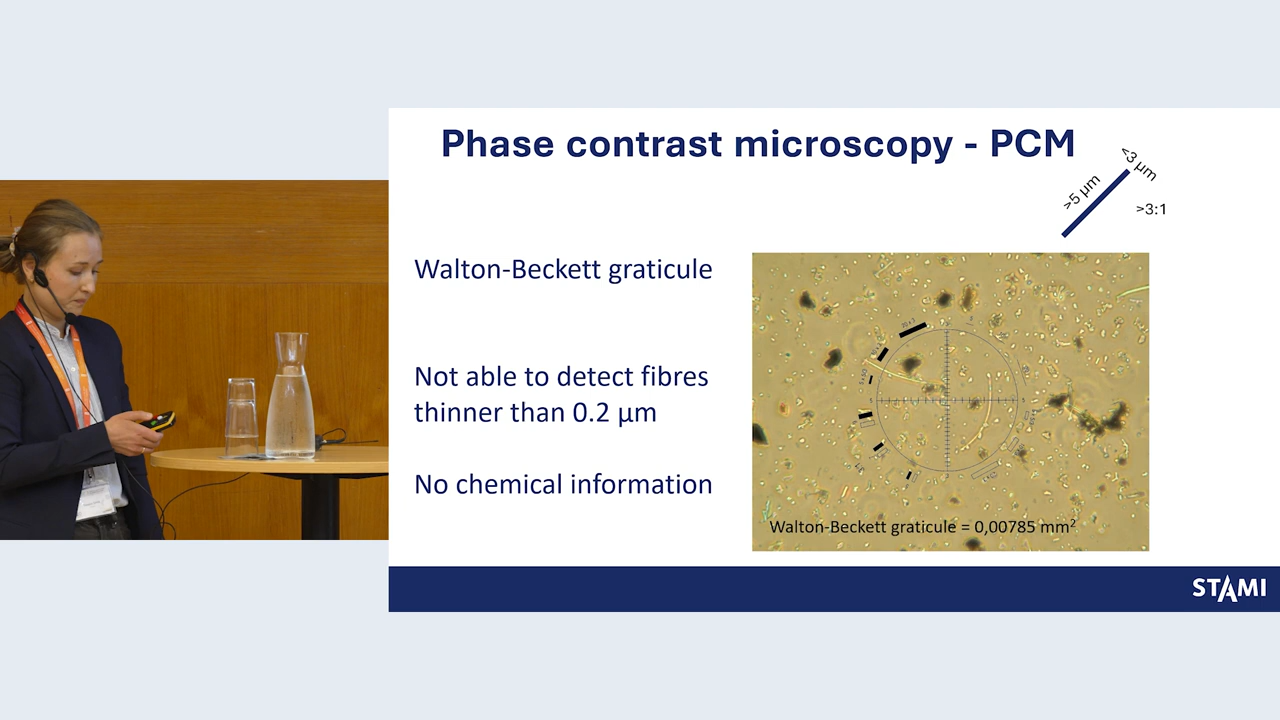 Phase contrast microscopy - PCM
<3 µm
>5 µm
>3:1
Walton-Beckett graticule
Not able to detect fibres
thinner than 0.2 µm
No chemical information
Walton-Beckett graticule = 0,00785 mm²
STAMI